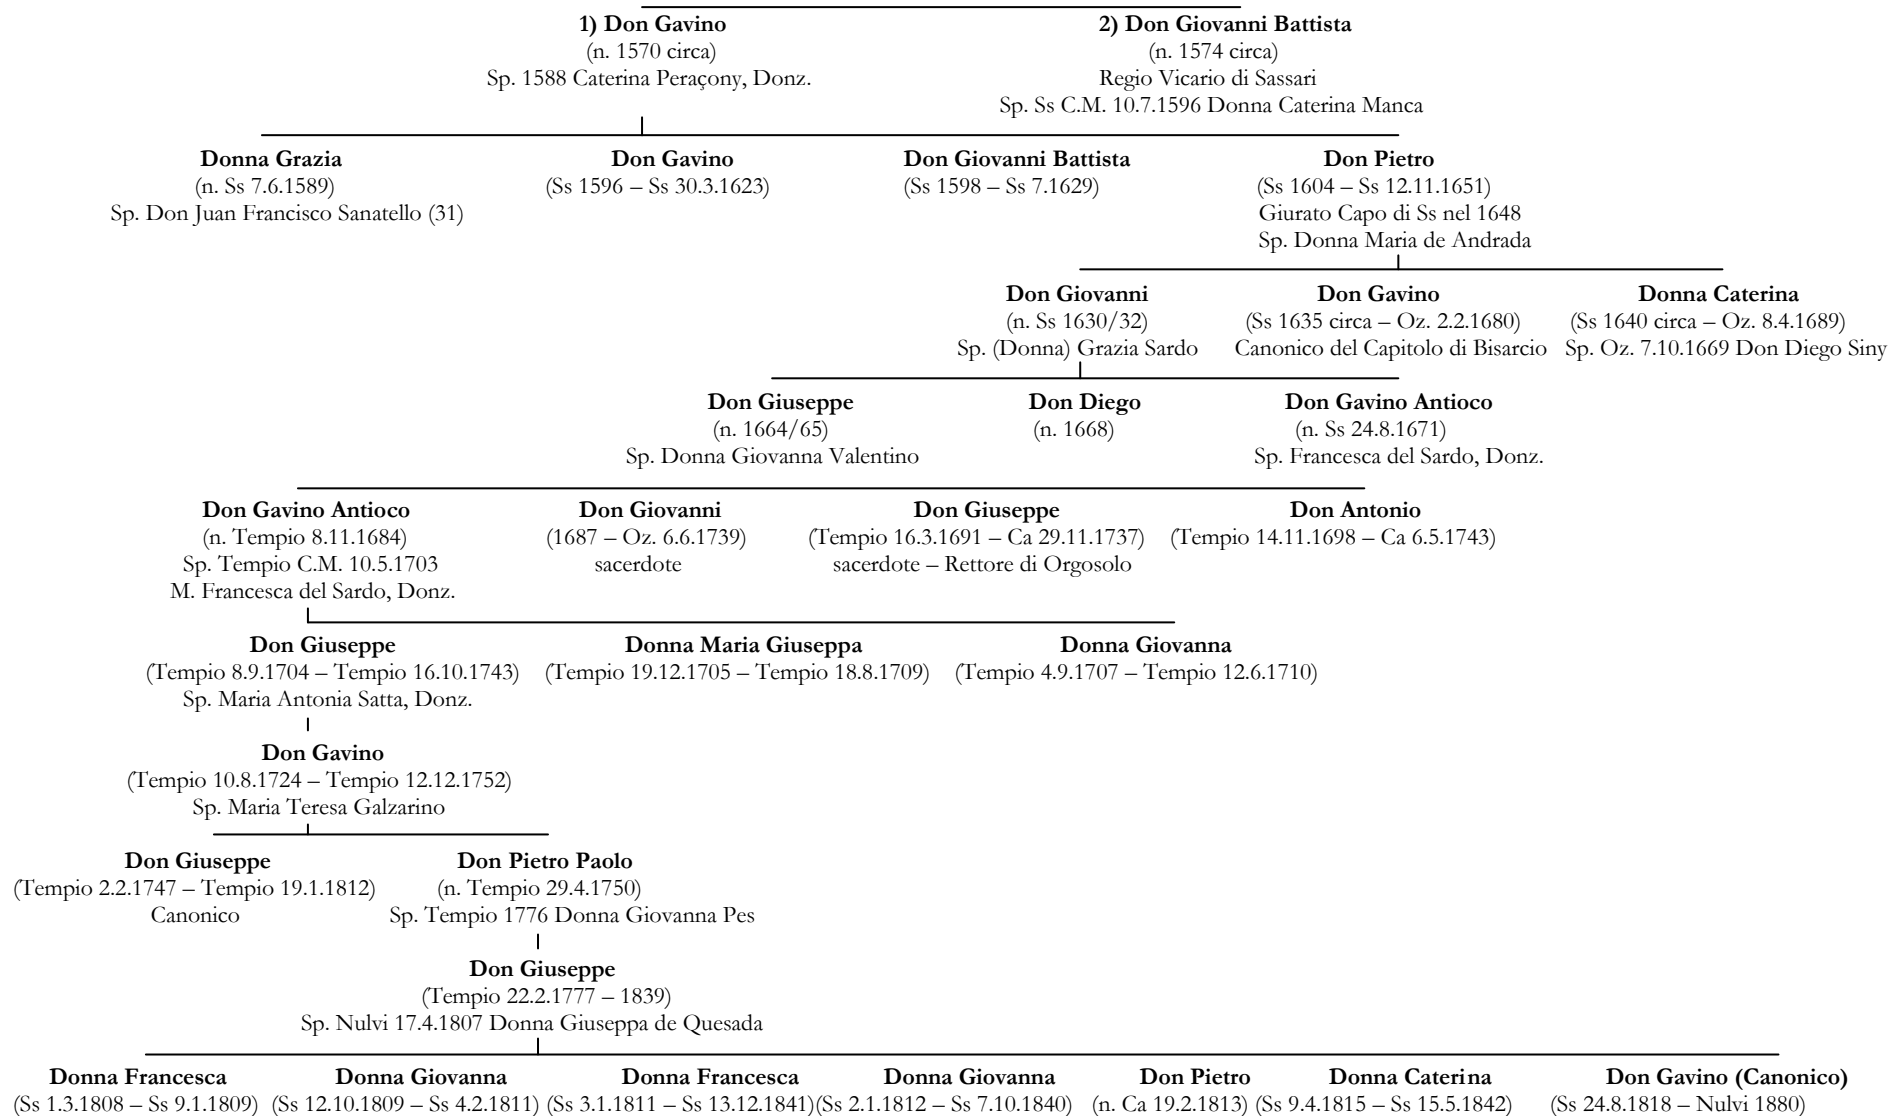 1) Don Gavino
(n. 1570 circa)
Sp. 1588 Caterina Peraçony, Donz.
2) Don Giovanni Battista
(n. 1574 circa)
Regio Vicario di Sassari
Sp. Ss C.M. 10.7.1596 Donna Caterina Manca
Donna Grazia
(n. Ss 7.6.1589)
Sp. Don Juan Francisco Sanatello (31)
Don Gavino
(Ss 1596 – Ss 30.3.1623)
Don Giovanni Battista
(Ss 1598 – Ss 7.1629)
Don Pietro
(Ss 1604 – Ss 12.11.1651)
Giurato Capo di Ss nel 1648
Sp. Donna Maria de Andrada
Don Giovanni
(n. Ss 1630/32)
Sp. (Donna) Grazia Sardo
Don Gavino
(Ss 1635 circa – Oz. 2.2.1680)
Canonico del Capitolo di Bisarcio
Donna Caterina
(Ss 1640 circa – Oz. 8.4.1689)
Sp. Oz. 7.10.1669 Don Diego Siny
Don Giuseppe
(n. 1664/65)
Sp. Donna Giovanna Valentino
Don Diego
(n. 1668)
Don Gavino Antioco
(n. Ss 24.8.1671)
Sp. Francesca del Sardo, Donz.
Don Gavino Antioco
(n. Tempio 8.11.1684)
Sp. Tempio C.M. 10.5.1703
M. Francesca del Sardo, Donz.
Don Giovanni
(1687 – Oz. 6.6.1739)
sacerdote
Don Giuseppe
(Tempio 16.3.1691 – Ca 29.11.1737)
sacerdote – Rettore di Orgosolo
Don Antonio
(Tempio 14.11.1698 – Ca 6.5.1743)
Don Giuseppe
(Tempio 8.9.1704 – Tempio 16.10.1743)
Sp. Maria Antonia Satta, Donz.
Donna Maria Giuseppa
(Tempio 19.12.1705 – Tempio 18.8.1709)
Donna Giovanna
(Tempio 4.9.1707 – Tempio 12.6.1710)
Don Gavino
(Tempio 10.8.1724 – Tempio 12.12.1752)
Sp. Maria Teresa Galzarino
Don Giuseppe
(Tempio 2.2.1747 – Tempio 19.1.1812)
Canonico
Don Pietro Paolo
(n. Tempio 29.4.1750)
Sp. Tempio 1776 Donna Giovanna Pes
Don Giuseppe
(Tempio 22.2.1777 – 1839)
Sp. Nulvi 17.4.1807 Donna Giuseppa de Quesada
Donna Francesca
(Ss 1.3.1808 – Ss 9.1.1809)
Donna Giovanna
(Ss 12.10.1809 – Ss 4.2.1811)
Donna Francesca
(Ss 3.1.1811 – Ss 13.12.1841)
Donna Giovanna
(Ss 2.1.1812 – Ss 7.10.1840)
Don Pietro
(n. Ca 19.2.1813)
Donna Caterina
(Ss 9.4.1815 – Ss 15.5.1842)
Don Gavino (Canonico)
(Ss 24.8.1818 – Nulvi 1880)